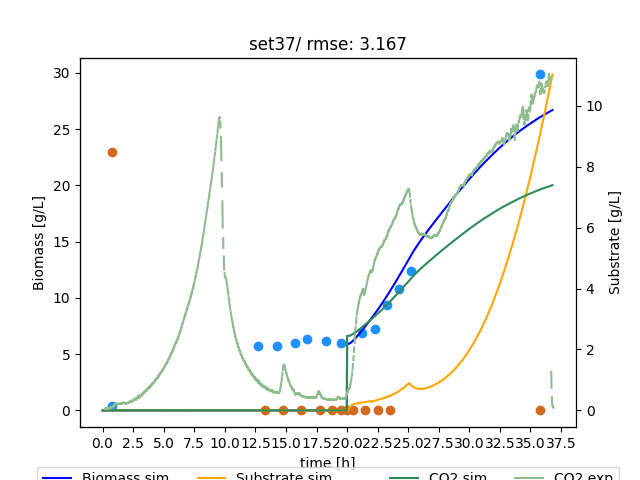 set37/ rmse: 3.167
30
25
20
15
10
5
0
Biomass [g/L]
10
8
6
4
2
0
Substrate [g/L]
0.0 2.5 5.0 7.5 10.0 12.5 15.0 17.5 20.0 22.5 25.0 27.5 30.0 32.5 35.0 37.5
time [h]
Biomass sim Substrate sim CO2 sim CO2 exp